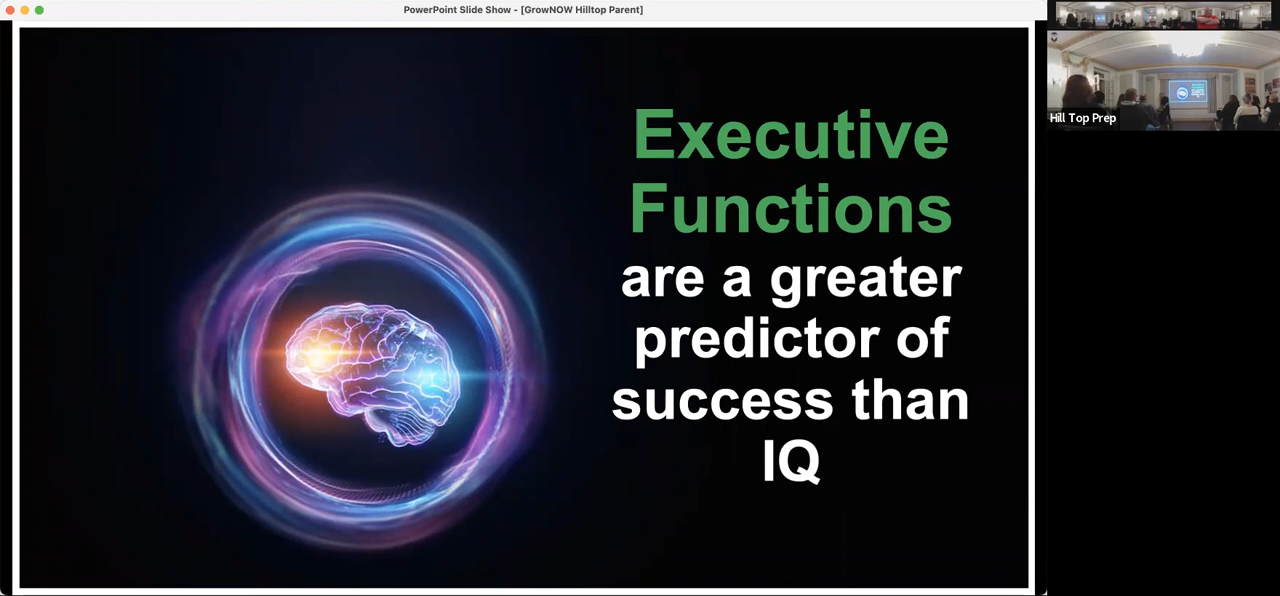 PowerPoint Slide Show - [GrowNOW Hilltop Parent]
Executive
Functions
are a greater
predictor of
success than
IQ
Hill Top Prep